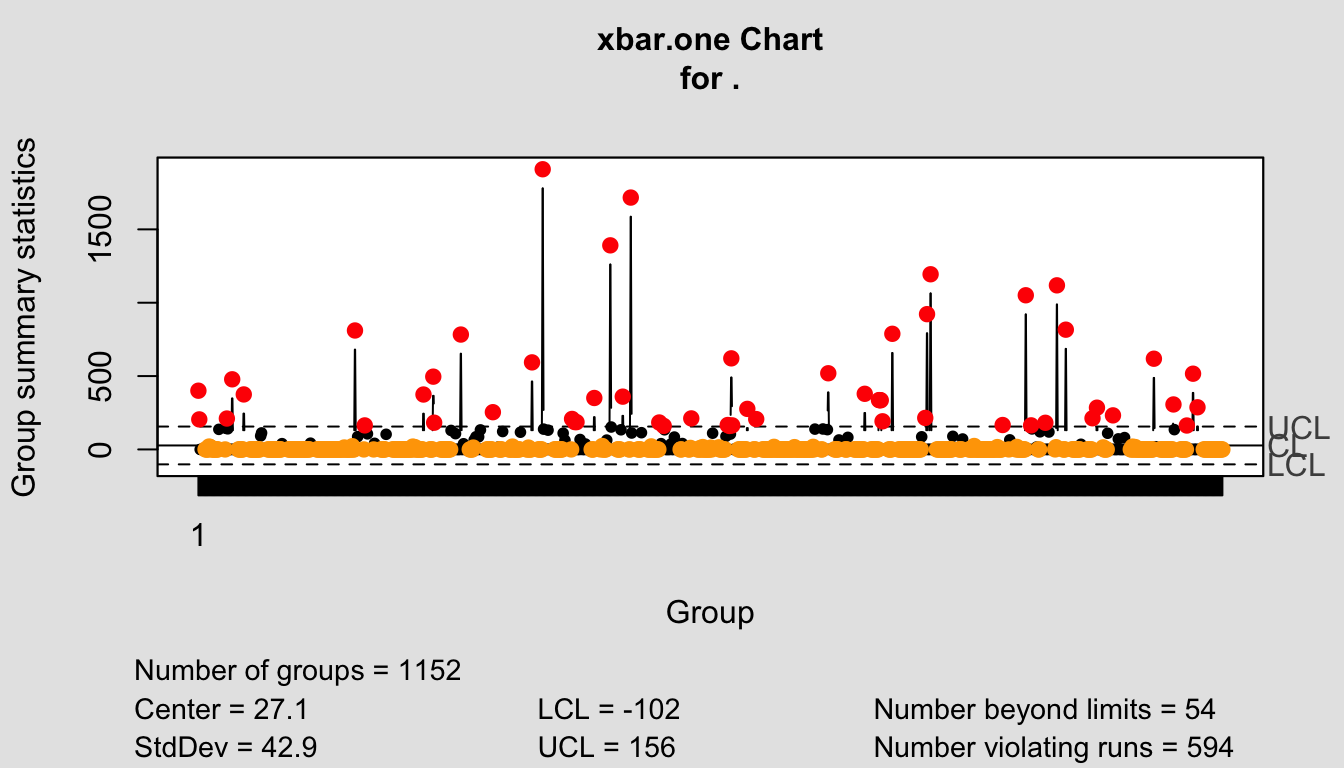 xbar.one Chart
for .
Group summary statistics
1500
500
0
UCL
CL
LCL
1
Group
Number of groups = 1152
Center = 27.1
LCL = -102
Number beyond limits = 54
StdDev = 42.9
UCL = 156
Number violating runs = 594